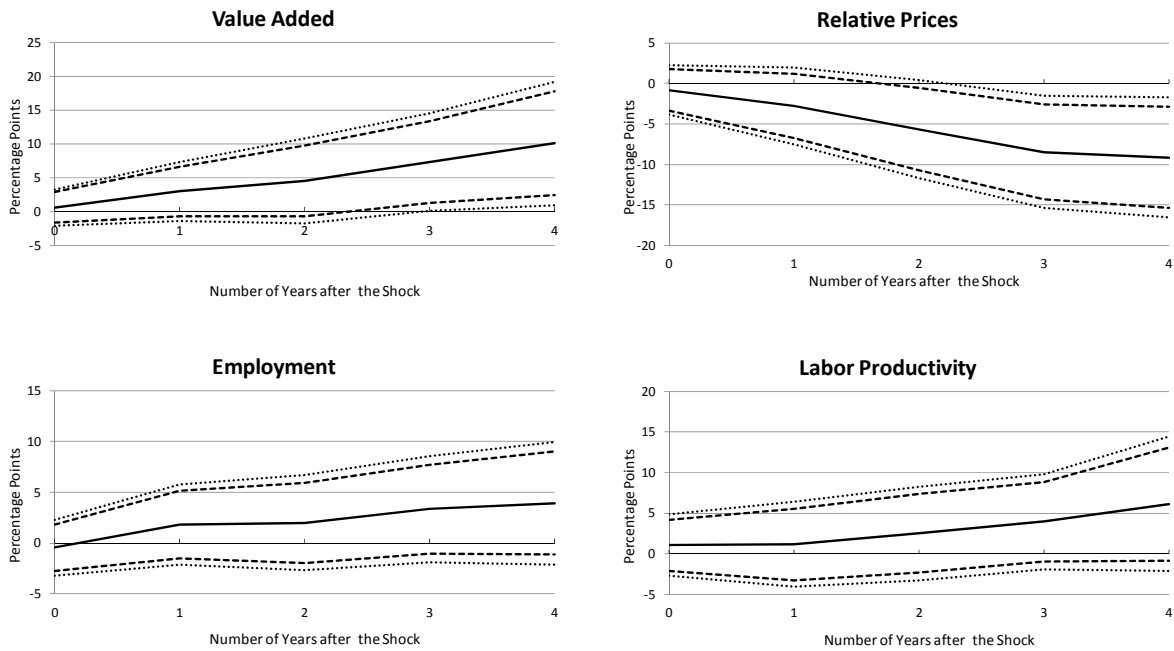 Value Added
Percentage Points
25
20
15
10
5
0
-5
0 1 2 3 4
Number of Years after the Shock
Relative Prices
Percentage Points
5
0
-5
-10
-15
-20
0 1 2 3 4
Number of Years after the Shock
Employment
Percentage Points
15
10
5
0
-5
0 1 2 3 4
Number of Years after the Shock
Labor Productivity
Percentage Points
20
15
10
5
0
-5
0 1 2 3 4
Number of Years after the Shock